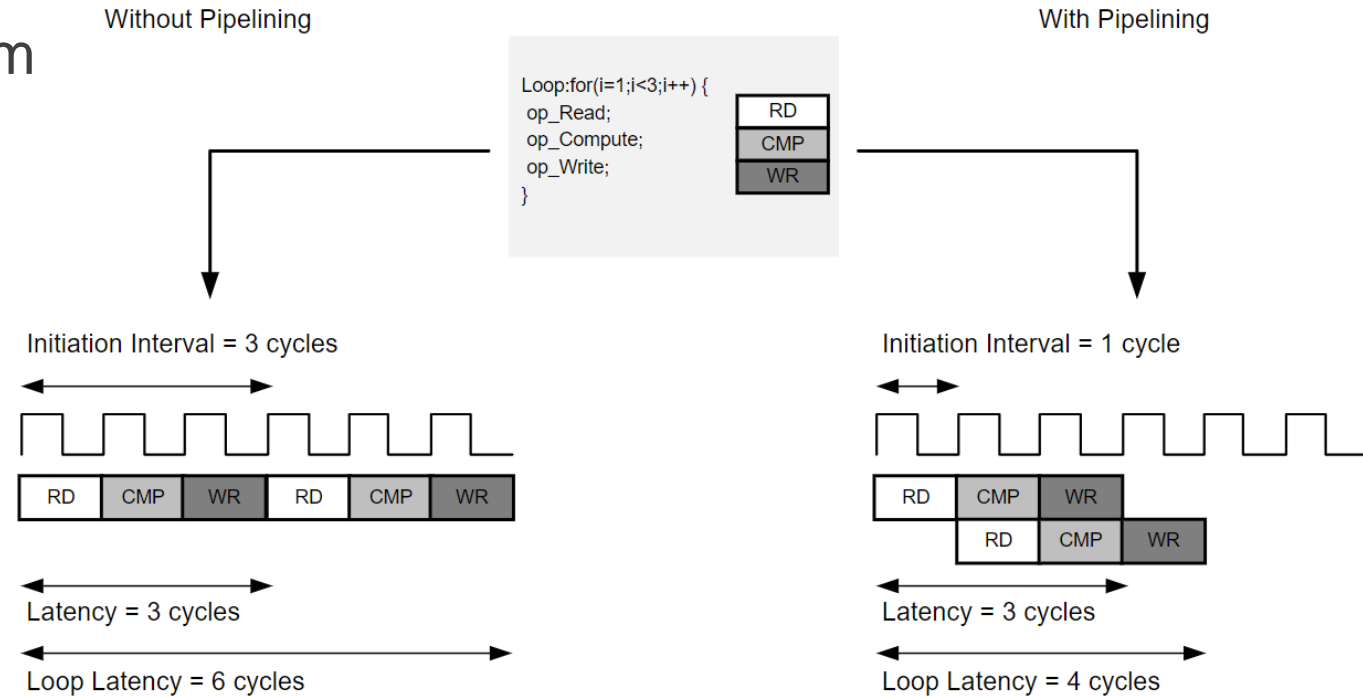 Without Pipelining
With Pipelining
m
Loop:for(i=1;i<3;i++) {
op_Read;
op_Compute;
op_Write;
}
RD
CMP
WR
Initiation Interval = 3 cycles
RD CMP WR RD CMP WR
Latency = 3 cycles
Loop Latency = 6 cycles
Initiation Interval = 1 cycle
RD CMP WR
RD CMP WR
Latency = 3 cycles
Loop Latency = 4 cycles